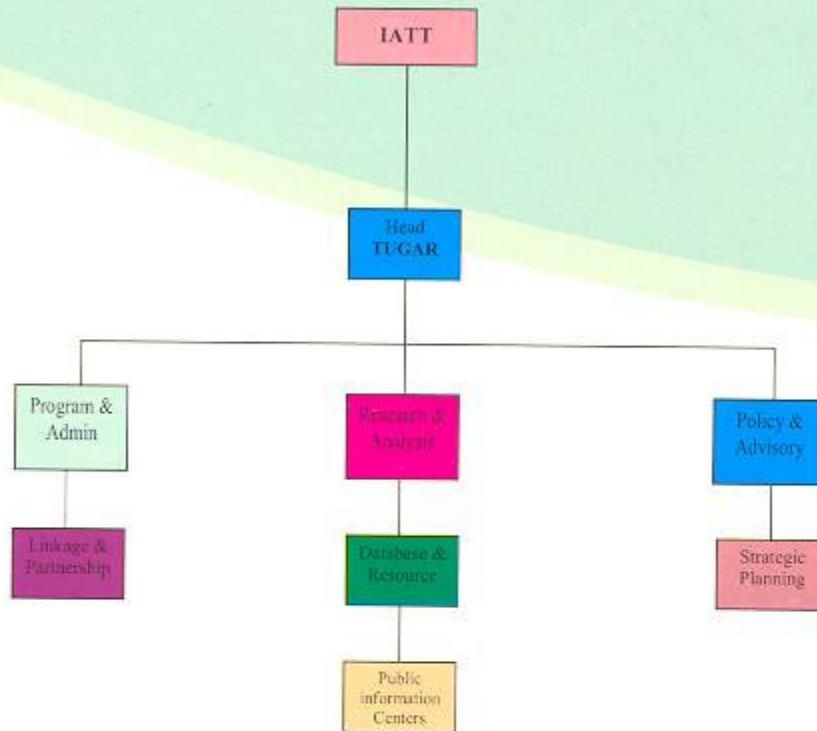 IATT
Head
TUGAR
Program &
Admin
Research &
Analysis
Policy &
Advisory
Linkage &
Partnership
Database &
Resource
Strategic
Planning
Public
information
Centers